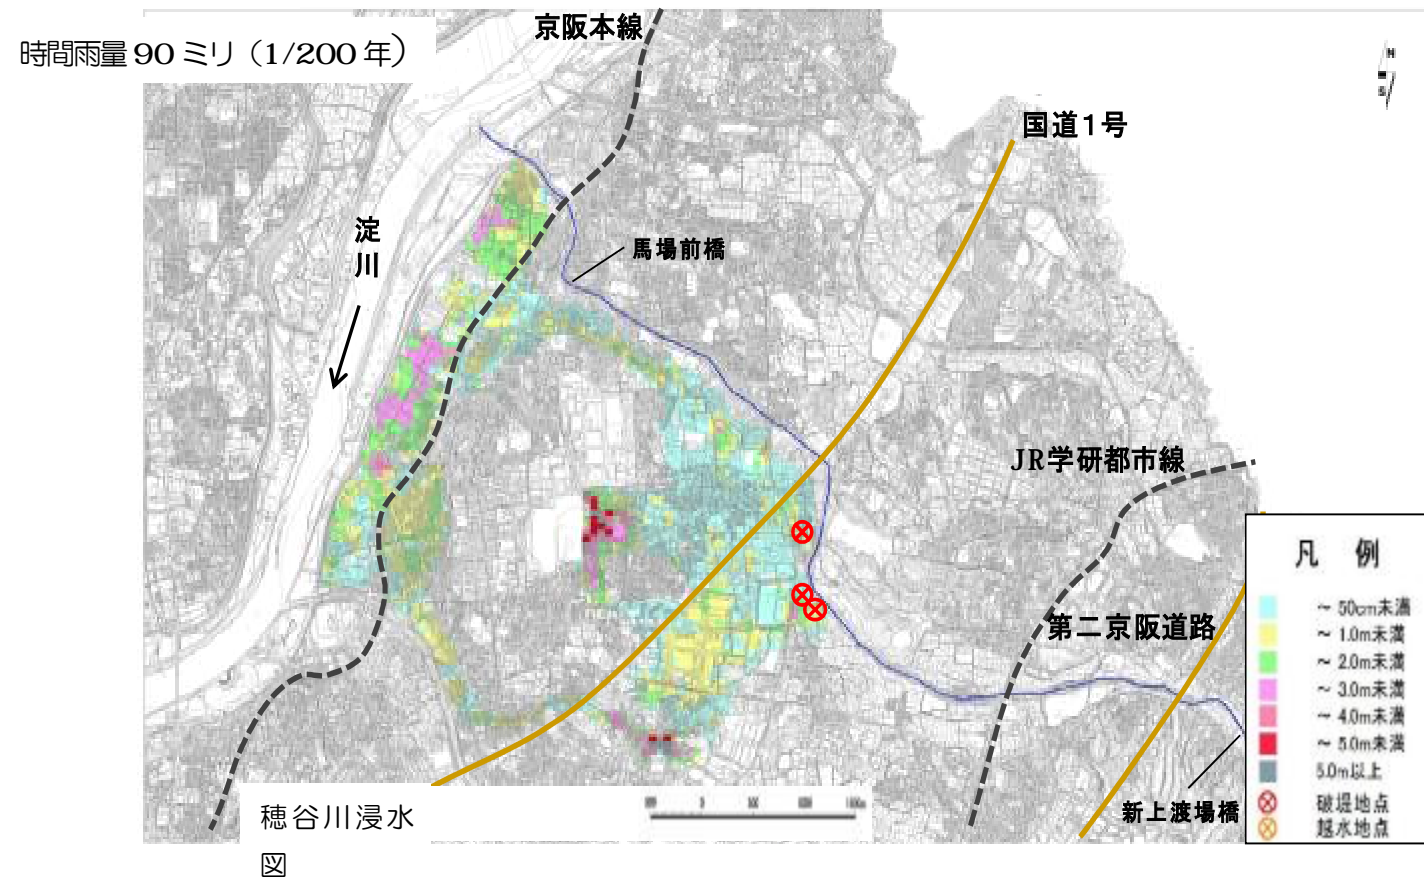 京阪本線
時間雨量90ミリ（1/200年）
国道1号
淀川
馬場前橋
JR学研都市線
凡 例
～ 50cm未満
～ 1.0m未満
～ 2.0m未満
～ 3.0m未満
～ 4.0m未満
～ 5.0m未満
5.0m以上
破堤地点
越水地点
第二京阪道路
新上渡場橋
穂谷川浸水
図